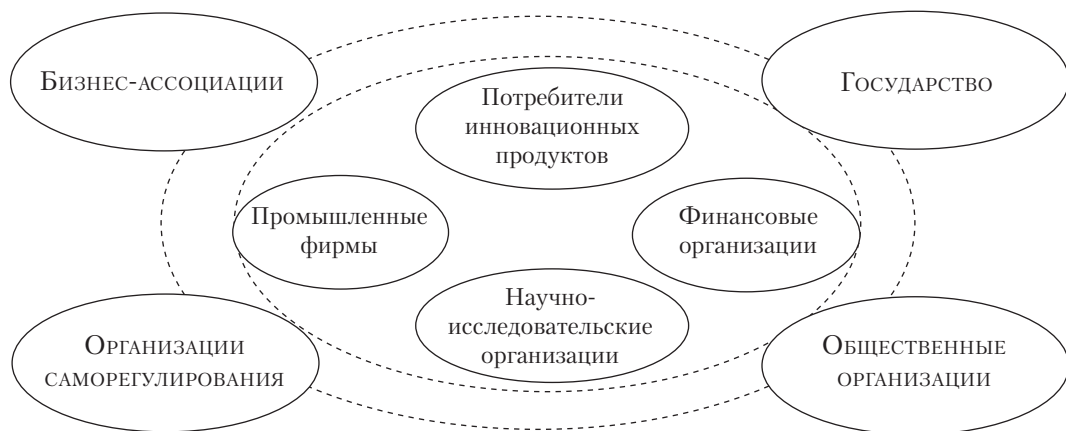 Бизнес-ассоциации
Государство
Потребители
инновационных
продуктов
Промышленные
фирмы
Финансовые
организации
Научно-
исследовательские
организации
Организации
саморегулирования
Общественные
организации